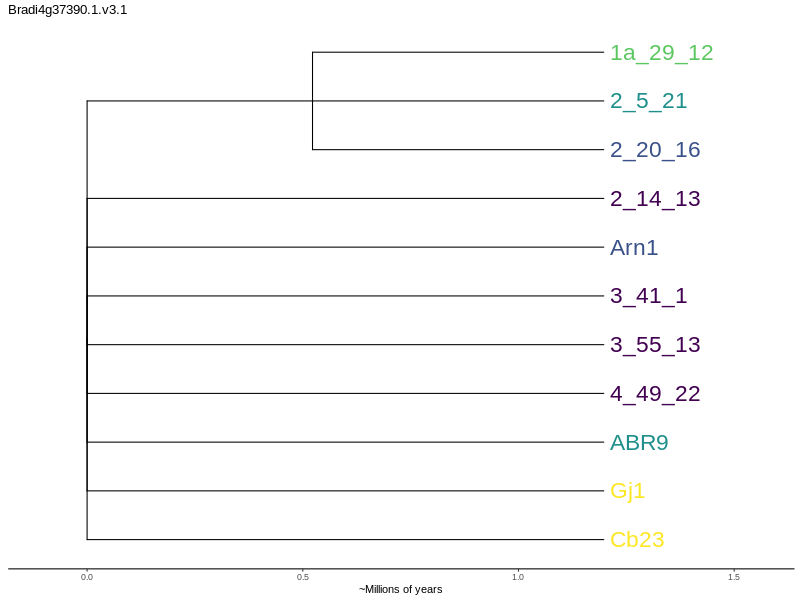 Bradi4g37390.1.v3.1
1a_29_12
2_5_21
2_20_16
2_14_13
Arn1
3_41_1
3_55_13
4_49_22
ABR9
Gj1
Cb23
0.0 0.5 1.0 1.5
~Millions of years